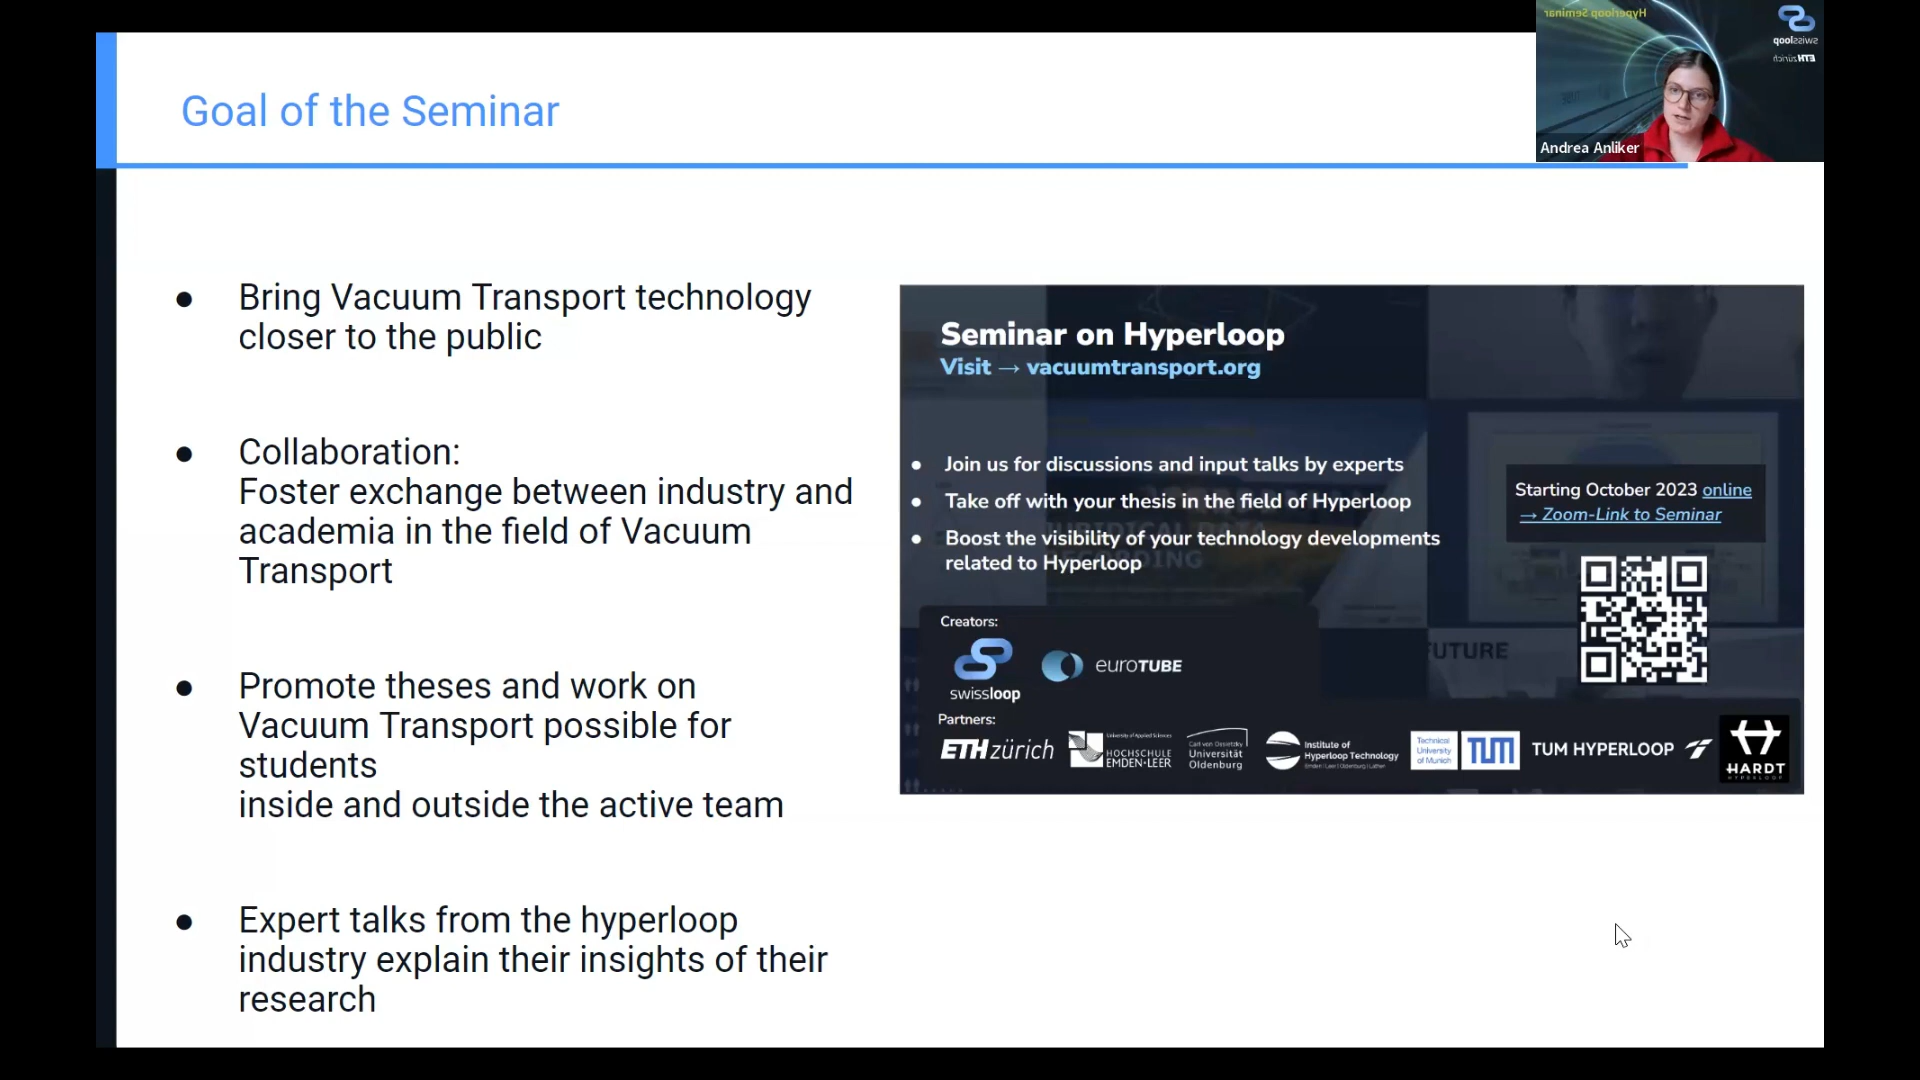 Hyperloop Seminar
swissloop
ETH zürich
Andrea Anliker
Goal of the Seminar
● Bring Vacuum Transport technology
closer to the public
● Collaboration:
Foster exchange between industry and
academia in the field of Vacuum
Transport
● Promote theses and work on
Vacuum Transport possible for
students
inside and outside the active team
● Expert talks from the hyperloop
industry explain their insights of their
research
Seminar on Hyperloop
Visit → vacuumtransport.org
● Join us for discussions and input talks by experts
● Take off with your thesis in the field of Hyperloop
● Boost the visibility of your technology developments
related to Hyperloop
Starting October 2023 online
→ Zoom-Link to Seminar
FUTURE
Creators:
swissloop
euroTUBE
Partners:
ETH zürich
University of Applied Sciences
HOCHSCHULE
EMDEN·LEER
Carl von Ossietzky
Universität
Oldenburg
Institute of
Hyperloop Technology
Technical
University
of Munich
TUM
TUM HYPERLOOP
HARDT
HYPERLOOP